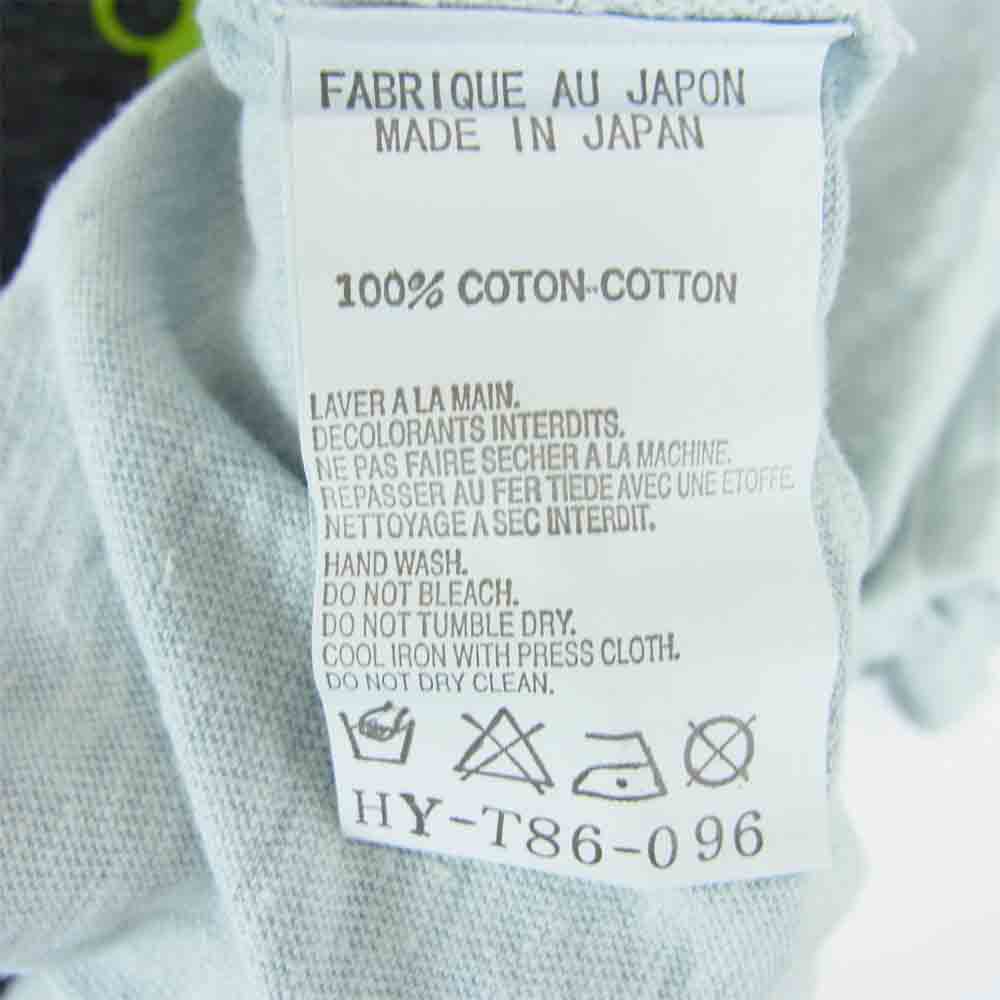 FABRIQUE AU JAPON
MADE IN JAPAN
100% COTON-COTTON
LAVER A LA MAIN.
DECOLORANTS INTERDITS.
NE PAS FAIRE SECHER A LA MACHINE.
REPASSER AU FER TIEDE AVEC UNE ETOFFE.
NETTOYAGE A SEC INTERDIT.
HAND WASH.
DO NOT BLEACH.
DO NOT TUMBLE DRY.
COOL IRON WITH PRESS CLOTH.
DO NOT DRY CLEAN.
HY-T86-096